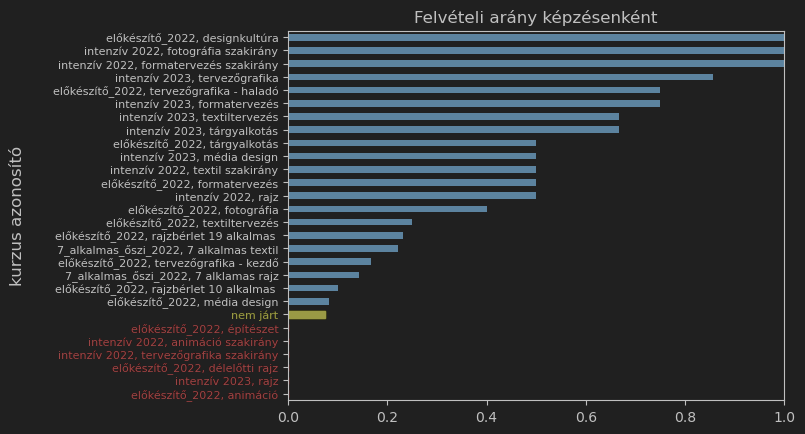 Felvételi arány képzésenként
kurzus azonosító
előkészítő_2022, designkultúra
intenzív 2022, fotográfia szakirány
intenzív 2022, formatervezés szakirány
intenzív 2023, tervezőgrafika
előkészítő_2022, tervezőgrafika - haladó
intenzív 2023, formatervezés
intenzív 2023, textiltervezés
intenzív 2023, tárgyalkotás
előkészítő_2022, tárgyalkotás
intenzív 2023, média design
intenzív 2022, textil szakirány
előkészítő_2022, formatervezés
intenzív 2022, rajz
előkészítő_2022, fotográfia
előkészítő_2022, textiltervezés
előkészítő_2022, rajzbérlet 19 alkalmas
7_alkalmas_őszi_2022, 7 alkalmas textil
előkészítő_2022, tervezőgrafika - kezdő
7_alkalmas_őszi_2022, 7 alklamas rajz
előkészítő_2022, rajzbérlet 10 alkalmas
előkészítő_2022, média design
nem járt
előkészítő_2022, építészet
intenzív 2022, animáció szakirány
intenzív 2022, tervezőgrafika szakirány
előkészítő_2022, délelőtti rajz
intenzív 2023, rajz
előkészítő_2022, animáció
0.0 0.2 0.4 0.6 0.8 1.0